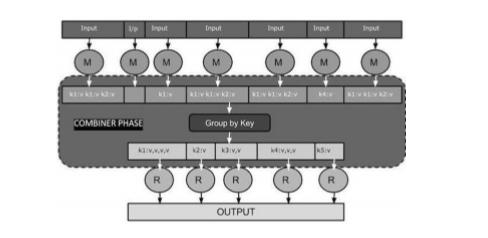 Input I/p Input Input Input Input Input
M M M M M M M
k1:v k1:v k2:v k1:v k1:v k1:v k2:v k1:v k1:v k2:v k4:v k1:v k1:v k2:v
COMBINER PHASE Group by Key
k1:v,v,v,v k2:v k3:v,v k4:v,v,v k5:v
R R R R R
OUTPUT